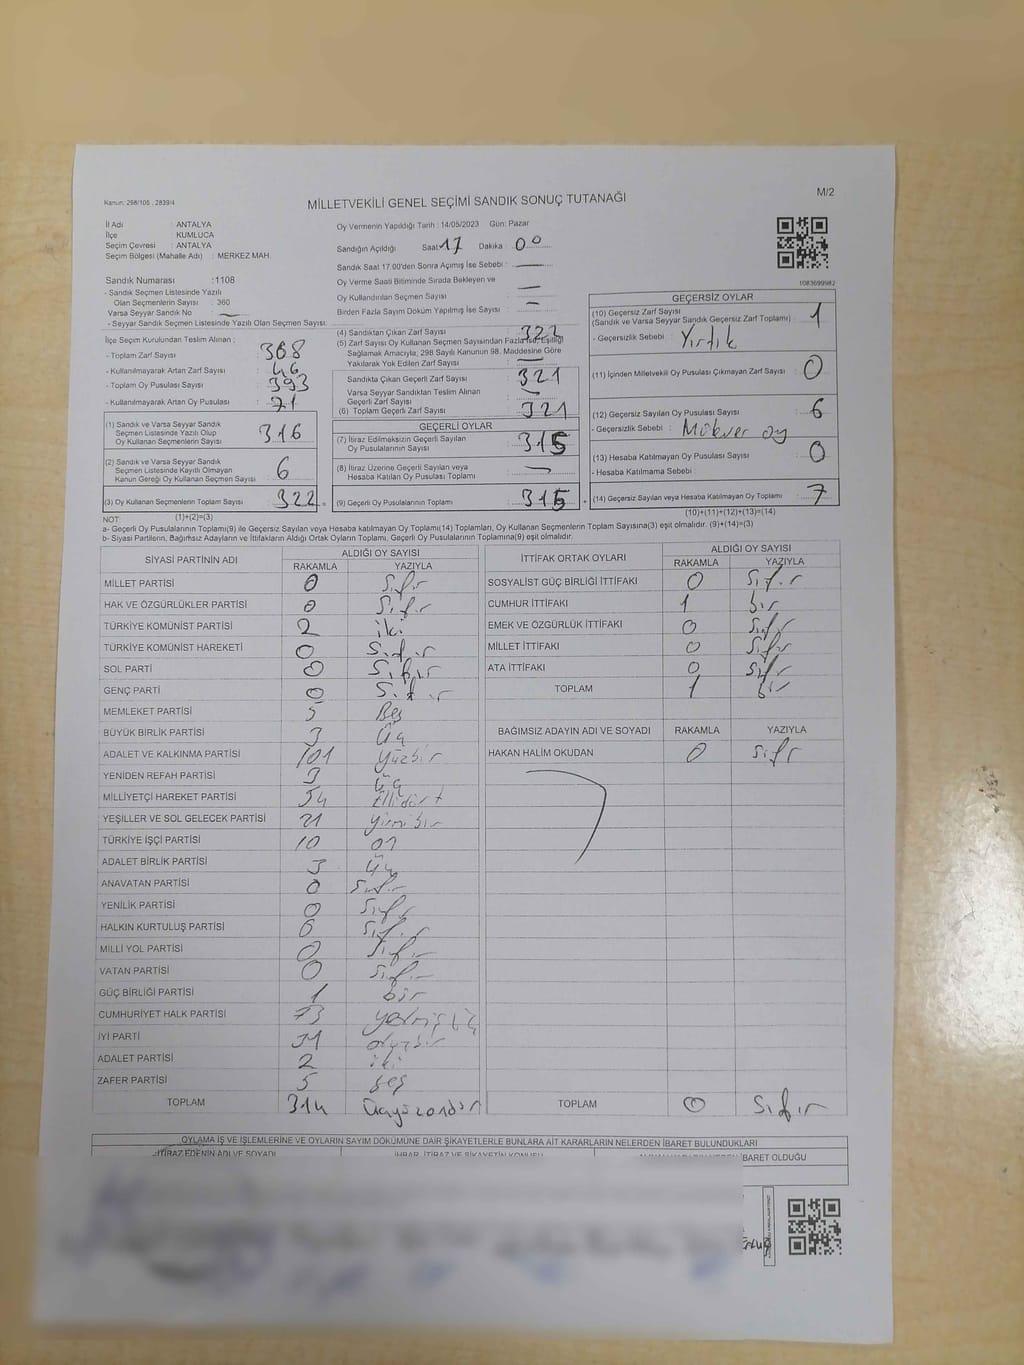 M/2
Kanun: 298/105 , 2839/4
MİLLETVEKİLİ GENEL SEÇİMİ SANDIK SONUÇ TUTANAĞI
İl Adı : ANTALYA
İlçe : KUMLUCA
Seçim Çevresi : ANTALYA
Seçim Bölgesi (Mahalle Adı) : MERKEZ MAH.
Sandık Numarası :1108
- Sandık Seçmen Listesinde Yazılı
Olan Seçmenlerin Sayısı : 360
Varsa Seyyar Sandık No :
- Seyyar Sandık Seçmen Listesinde Yazılı Olan Seçmen Sayısı:
İlçe Seçim Kurulundan Teslim Alınan ;
- Toplam Zarf Sayısı : 368
- Kullanılmayarak Artan Zarf Sayısı : 46
- Toplam Oy Pusulası Sayısı : 393
- Kullanılmayarak Artan Oy Pusulası : 71
(1) Sandık ve Varsa Seyyar Sandık
Seçmen Listesinde Yazılı Olup
Oy Kullanan Seçmenlerin Sayısı : 316
(2) Sandık ve Varsa Seyyar Sandık
Seçmen Listesinde Kayıtlı Olmayan
Kanun Gereği Oy Kullanan Seçmen Sayısı : 6
(3) Oy Kullanan Seçmenlerin Toplam Sayısı : 322
(1)+(2)=(3)
Oy Vermenin Yapıldığı Tarih : 14/05/2023 Gün: Pazar
Sandığın Açıldığı Saat 17 Dakika : 00
Sandık Saat 17.00'den Sonra Açımış İse Sebebi :
Oy Verme Saati Bitiminde Sırada Bekleyen ve
Oy Kullandırılan Seçmen Sayısı :
Birden Fazla Sayım Döküm Yapılmış İse Sayısı :
(4) Sandıktan Çıkan Zarf Sayısı : 322
(5) Zarf Sayısı Oy Kullanan Seçmen Sayısından Fazla ise, Eşitliği
Sağlamak Amacıyla; 298 Sayılı Kanunun 98. Maddesine Göre
Yakılarak Yok Edilen Zarf Sayısı :
Sandıkta Çıkan Geçerli Zarf Sayısı : 321
Varsa Seyyar Sandıktan Teslim Alınan
Geçerli Zarf Sayısı :
(6) Toplam Geçerli Zarf Sayısı : 321
GEÇERLİ OYLAR
(7) İtiraz Edilmeksizin Geçerli Sayılan
Oy Pusulasının Sayısı : 315
(8) İtiraz Üzerine Geçerli Sayılan veya
Hesaba Katılan Oy Pusulası Toplamı :
(9) Geçerli Oy Pusulalarının Toplamı : 315
1083699982
GEÇERSİZ OYLAR
(10) Geçersiz Zarf Sayısı
(Sandık ve Varsa Seyyar Sandık Geçersiz Zarf Toplamı) : 1
- Geçersizlik Sebebi : Yırtık
(11) İçinden Milletvekili Oy Pusulası Çıkmayan Zarf Sayısı : 0
(12) Geçersiz Sayılan Oy Pusulası Sayısı : 6
- Geçersizlik Sebebi : oy
(13) Hesaba Katılmayan Oy Pusulası Sayısı : 0
- Hesaba Katılmama Sebebi :
(14) Geçersiz Sayılan veya Hesaba Katılmayan Oy Toplamı : 7
(10)+(11)+(12)+(13)=(14)
NOT:
a- Geçerli Oy Pusulalarının Toplamı(9) ile Geçersiz Sayılan veya Hesaba katılmayan Oy Toplamı(14) Toplamları, Oy Kullanan Seçmenlerin Toplam Sayısına(3) eşit olmalıdır. (9)+(14)=(3)
b- Siyasi Partilerin, Bağımsız Adayların ve İttifakların Aldığı Ortak Oyların Toplamı, Geçerli Oy Pusulalarının Toplamına(9) eşit olmalıdır.
SİYASİ PARTİNİN ADI ALDIĞI OY SAYISI
RAKAMLA YAZIYLA
MİLLET PARTİSİ 0 Sıfır
HAK VE ÖZGÜRLÜKLER PARTİSİ 0 Sıfır
TÜRKİYE KOMÜNİST PARTİSİ 2 iki
TÜRKİYE KOMÜNİST HAREKETİ 0 Sıfır
SOL PARTİ 0 Sıfır
GENÇ PARTİ 0 Sıfır
MEMLEKET PARTİSİ 5 Beş
BÜYÜK BİRLİK PARTİSİ 3 Üç
ADALET VE KALKINMA PARTİSİ 101 Yüzbir
YENİDEN REFAH PARTİSİ 3 Üç
MİLLİYETÇİ HAREKET PARTİSİ 54 Ellidört
YEŞİLLER VE SOL GELECEK PARTİSİ 21 yirmibir
TÜRKİYE İŞÇİ PARTİSİ 10 on
ADALET BİRLİK PARTİSİ 3 Üç
ANAVATAN PARTİSİ 0 Sıfır
YENİLİK PARTİSİ 0 Sıfır
HALKIN KURTULUŞ PARTİSİ 0 Sıfır
MİLLİ YOL PARTİSİ 0 Sıfır
VATAN PARTİSİ 0 Sıfır
GÜÇ BİRLİĞİ PARTİSİ 1 bir
CUMHURİYET HALK PARTİSİ 73 yetmişüç
İYİ PARTİ 31 otuzbir
ADALET PARTİSİ 2 iki
ZAFER PARTİSİ 5 beş
TOPLAM 314 Üçyüzondör
İTTİFAK ORTAK OYLARI ALDIĞI OY SAYISI
RAKAMLA YAZIYLA
SOSYALİST GÜÇ BİRLİĞİ İTTİFAKI 0 Sıfır
CUMHUR İTTİFAKI 1 bir
EMEK VE ÖZGÜRLÜK İTTİFAKI 0 Sıfır
MİLLET İTTİFAKI 0 Sıfır
ATA İTTİFAKI 0 Sıfır
TOPLAM 1 bir
BAĞIMSIZ ADAYIN ADI VE SOYADI RAKAMLA YAZIYLA
HAKAN HALİM OKUDAN 0 Sıfır
TOPLAM 0 Sıfır
OYLAMA İŞ VE İŞLEMLERİNE VE OYLARIN SAYIM DÖKÜMÜNE DAİR ŞİKAYETLERLE BUNLARA AİT KARARLARIN NELERDEN İBARET BULUNDUKLARI
İTİRAZ EDENİN ADI VE SOYADI İHBAR, İTİRAZ VE ŞİKAYETİN KONUSU İBARET OLDUĞU